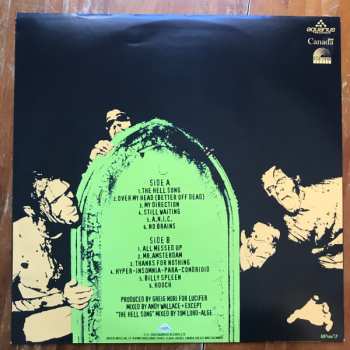 aquarius
Canada
SIDE A
1.THE HELL SONG
2.OVER MY HEAD (BETTER OFF DEAD)
3.MY DIRECTION
4.STILL WAITING
5.A.N.I.C.
6.NO BRAINS
SIDE B
1.ALL MESSED UP
2.MR.AMSTERDAM
3.THANKS FOR NOTHING
4.HYPER-INSOMNIA-PARA-CONDRIOID
5.BILLY SPLEEN
6.HOOCH
PRODUCED BY GREIG NORI FOR LUCIFER
MIXED BY ANDY WALLACE-EXCEPT
"THE HELL SONG" MIXED BY TOM LORD-ALGE